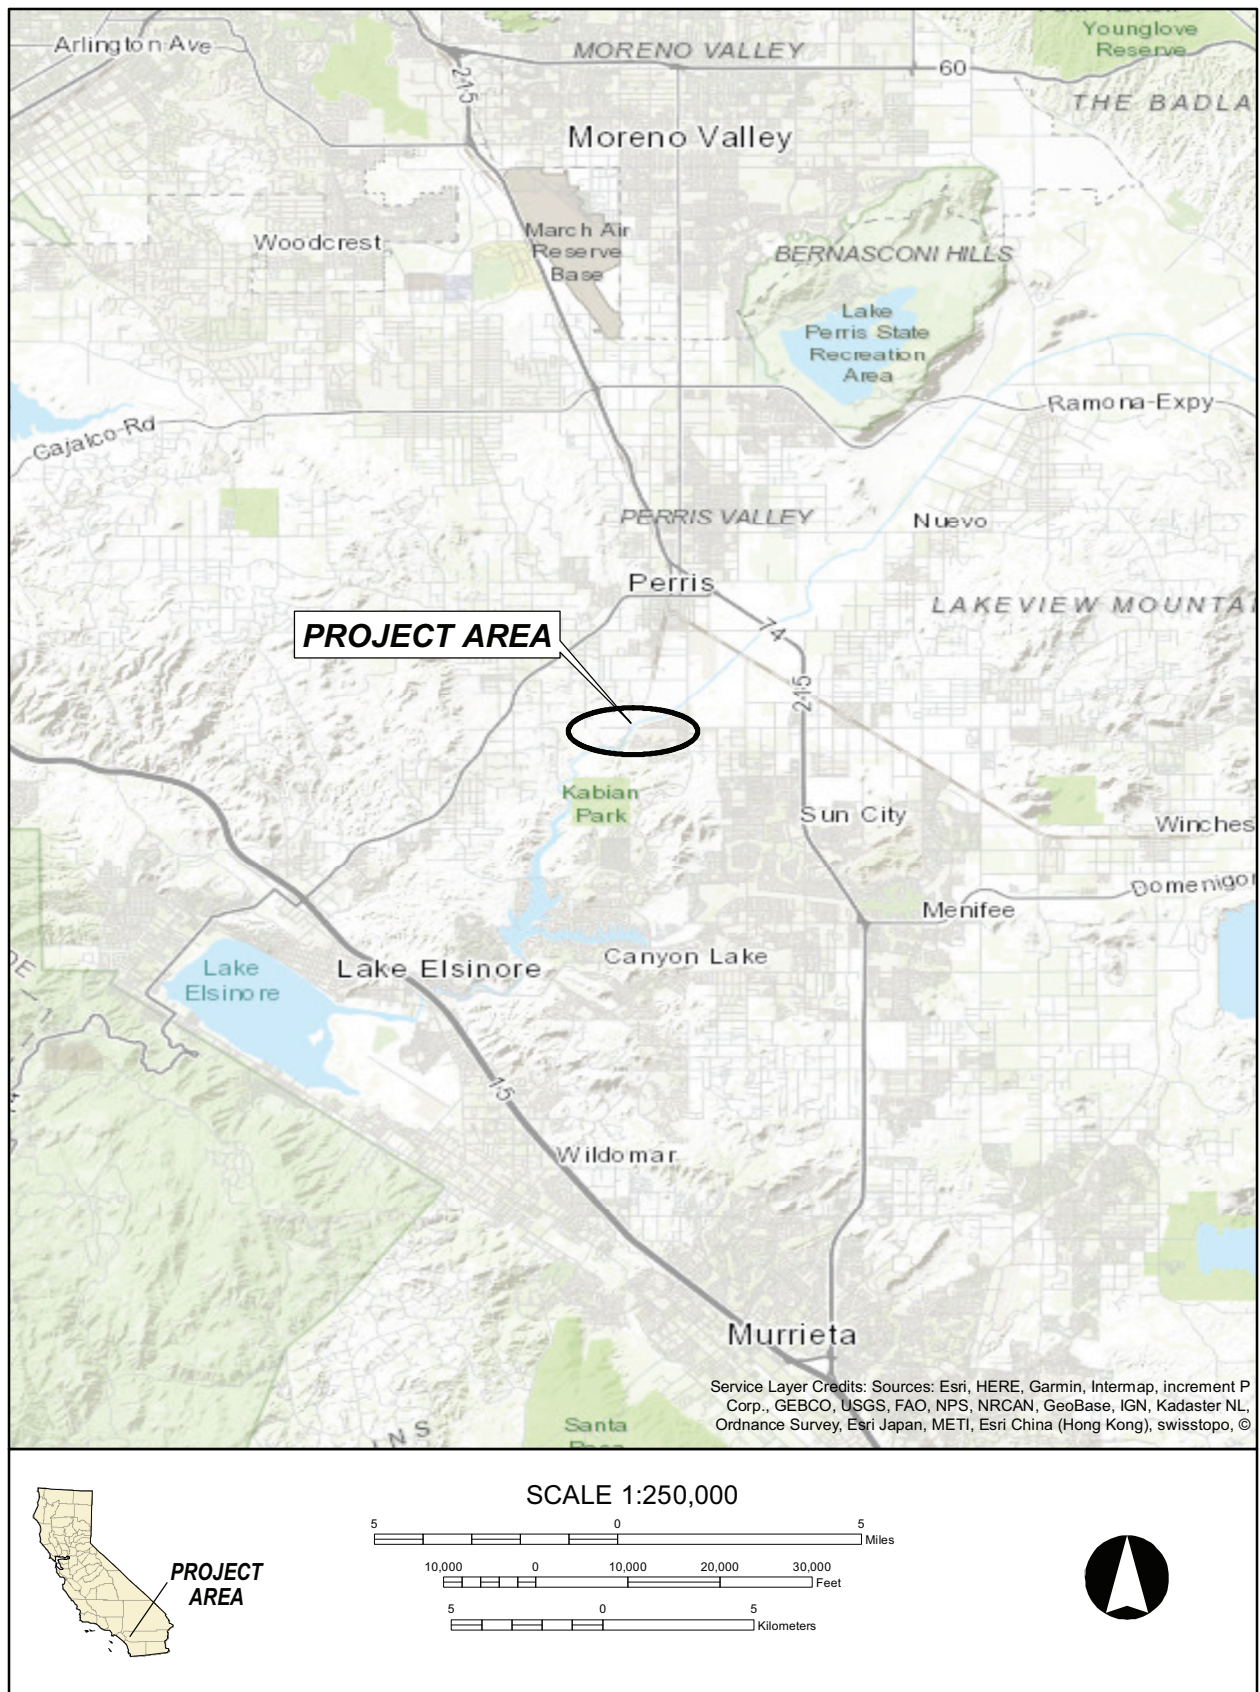 Arlington Ave
MORENO VALLEY
60
Younglove
Reserve
215
THE BADLA
Moreno Valley
Woodcrest
March Air
Reserve
Base
BERNASCONI HILLS
Lake
Perris State
Recreation
Area
Ramona-Expy
Cajalco-Rd
PERRIS VALLEY
Nuevo
Perris
LAKEVIEW MOUNTA
74
PROJECT AREA
215
Kabian
Park
Sun City
Winches
Domenigor
Menifee
Canyon Lake
Lake
Elsinore
Lake Elsinore
15
Wildomar
Murrieta
Santa
NS
Service Layer Credits: Sources: Esri, HERE, Garmin, Intermap, increment P
Corp., GEBCO, USGS, FAO, NPS, NRCAN, GeoBase, IGN, Kadaster NL,
Ordnance Survey, Esri Japan, METI, Esri China (Hong Kong), swisstopo, ©
SCALE 1:250,000
5 0 5
Miles
10,000 0 10,000 20,000 30,000
Feet
5 0 5
Kilometers
PROJECT
AREA